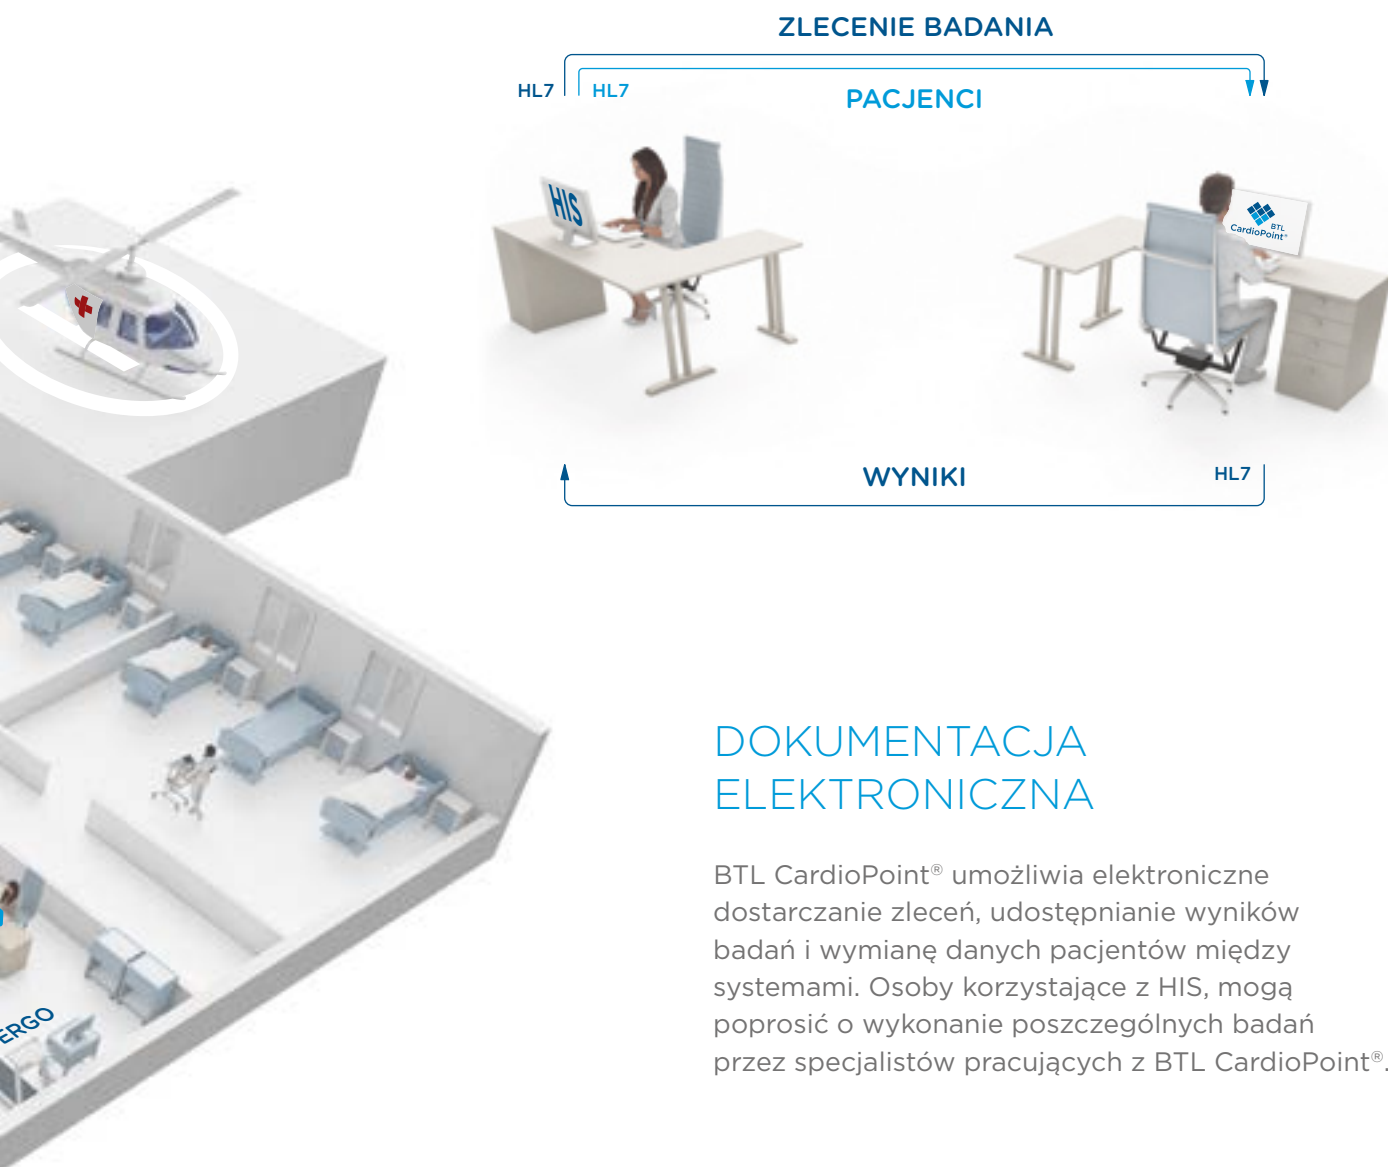 ZLECENIE BADANIA
HL7 HL7
PACJENCI
HIS
BTL
CardioPoint®
WYNIKI
HL7
DOKUMENTACJA
ELEKTRONICZNA
BTL CardioPoint® umożliwia elektroniczne
dostarczanie zleceń, udostępnianie wyników
badań i wymianę danych pacjentów między
systemami. Osoby korzystające z HIS, mogą
poprosić o wykonanie poszczególnych badań
przez specjalistów pracujących z BTL CardioPoint®.
ERGO